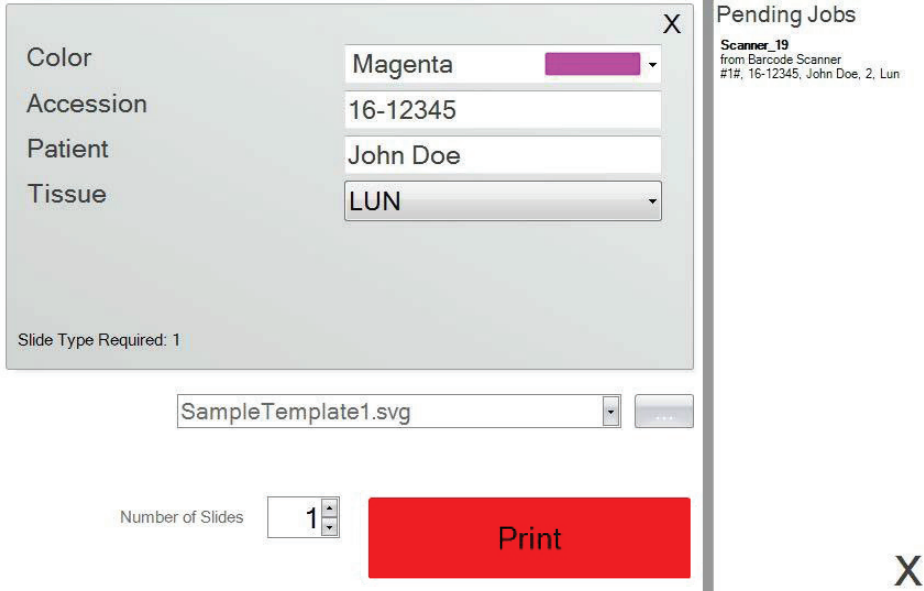 X
Color
Magenta
Accession
16-12345
Patient
John Doe
Tissue
LUN
Slide Type Required: 1
SampleTemplate1.svg
...
Number of Slides
1
Print
Pending Jobs
Scanner_19
from Barcode Scanner
#1#, 16-12345, John Doe, 2, Lun
X